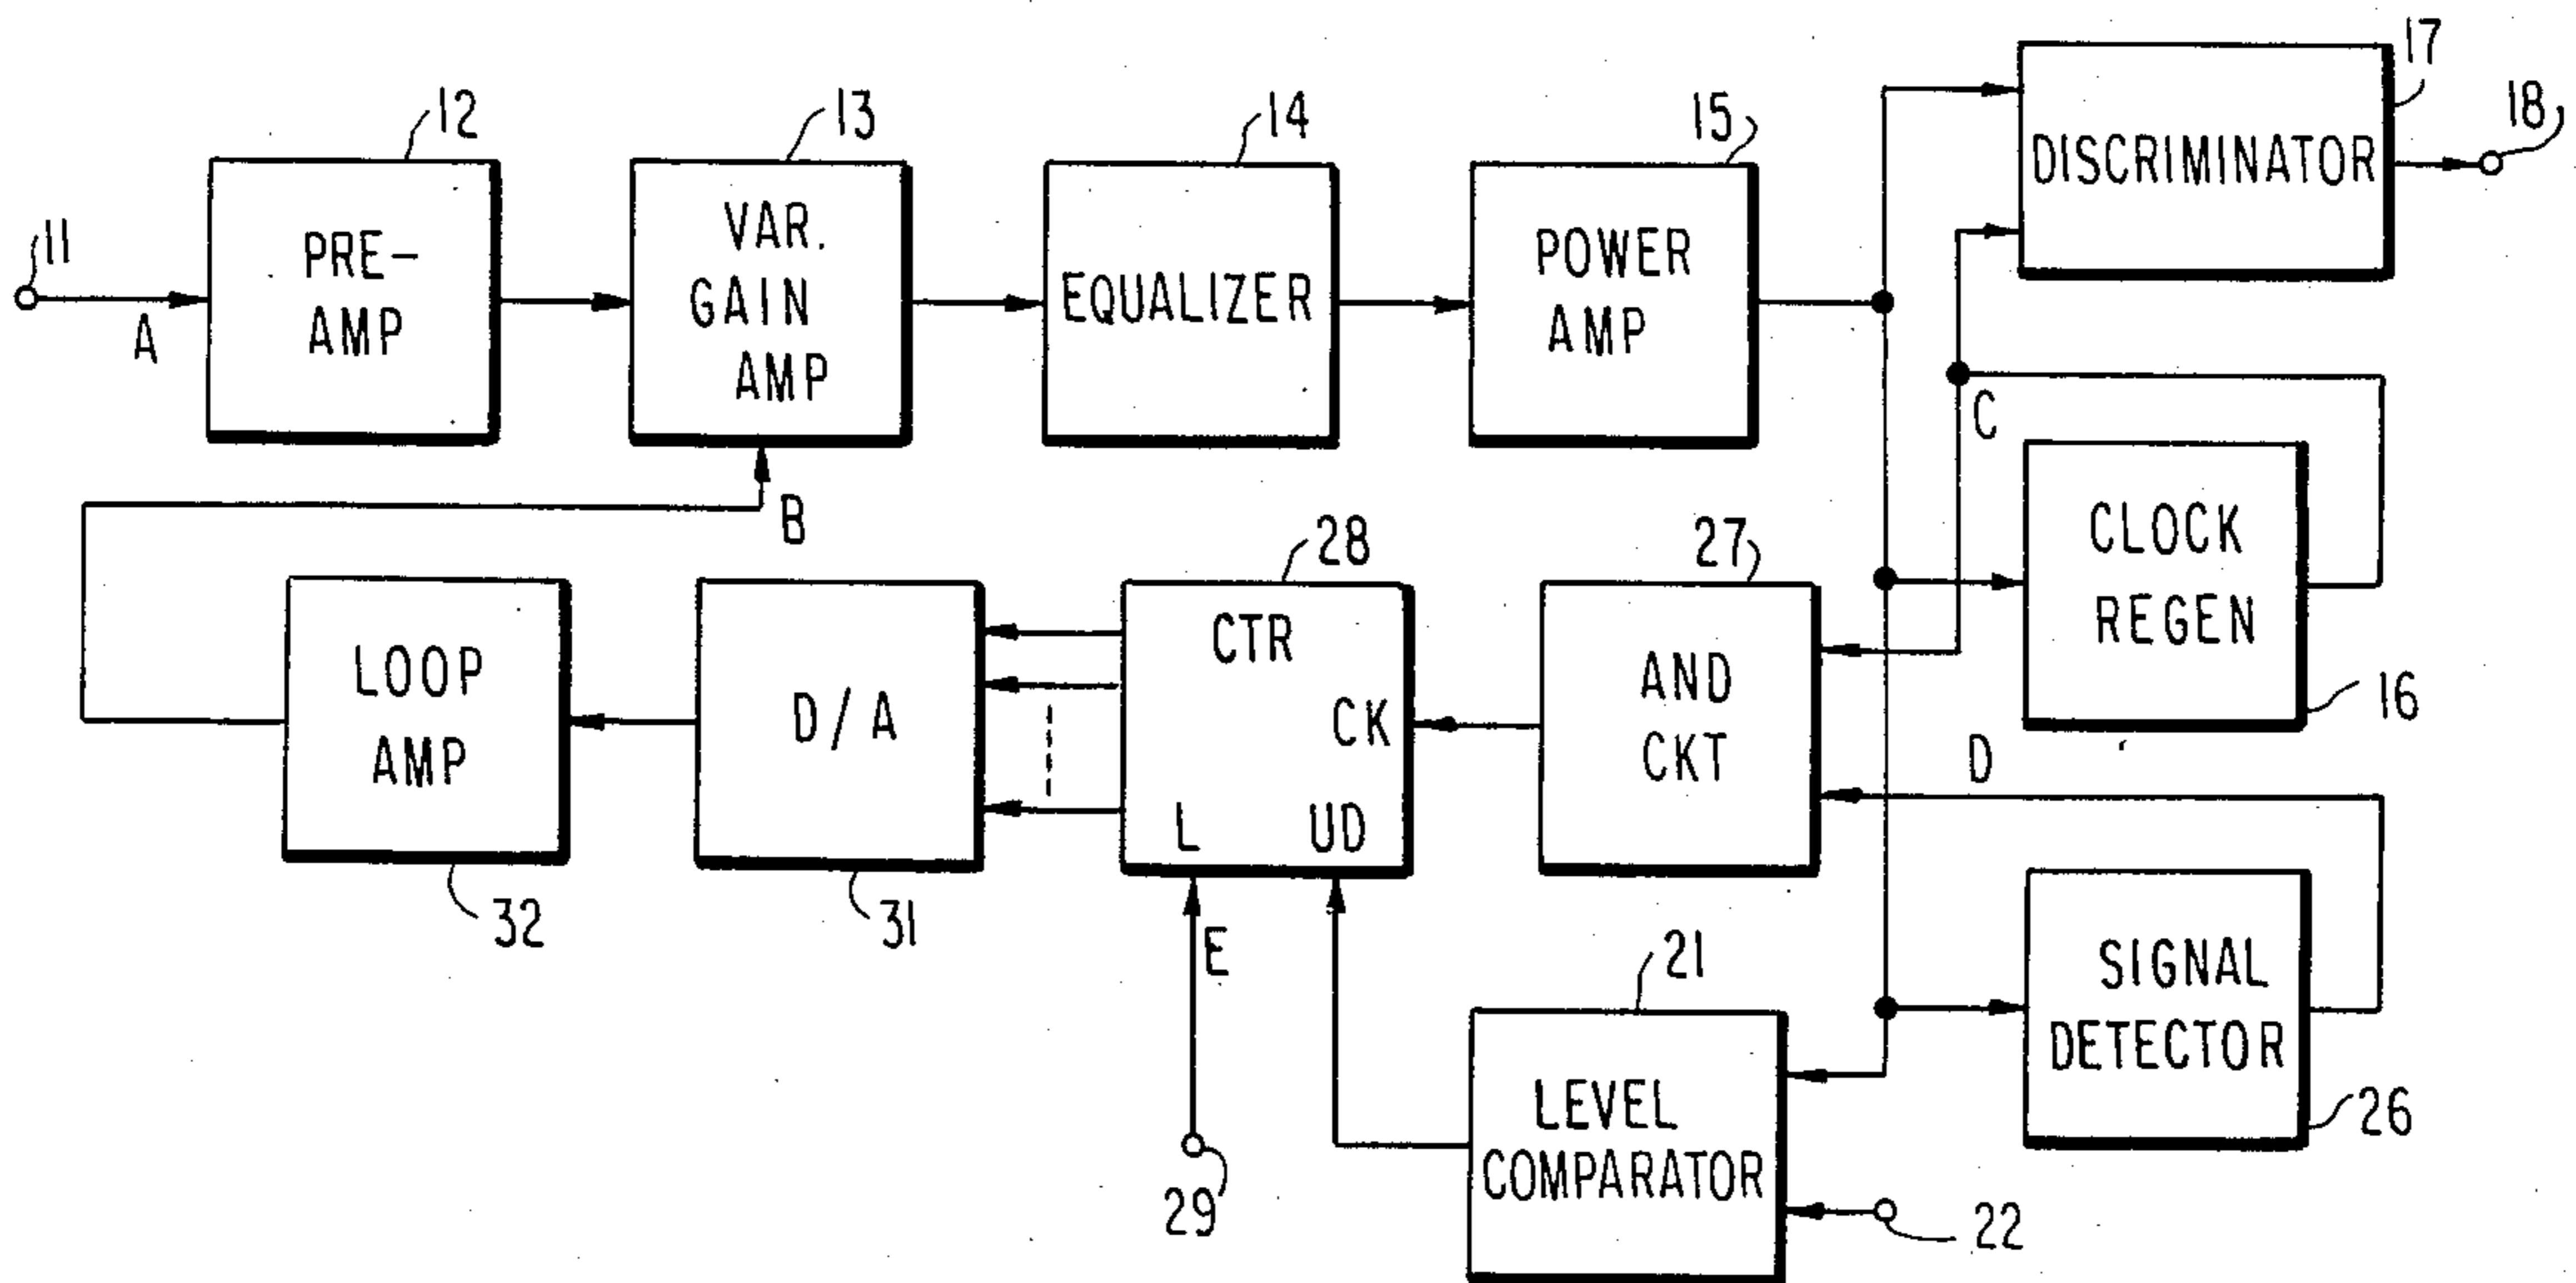 12
13
14
15
17
18
11
A
PRE-
AMP
VAR.
GAIN
AMP
EQUALIZER
POWER
AMP
DISCRIMINATOR
B
C
28
27
CLOCK
REGEN
16
LOOP
AMP
32
D/A
31
CTR
CK
L
UD
AND
CKT
D
E
29
21
LEVEL
COMPARATOR
22
SIGNAL
DETECTOR
26